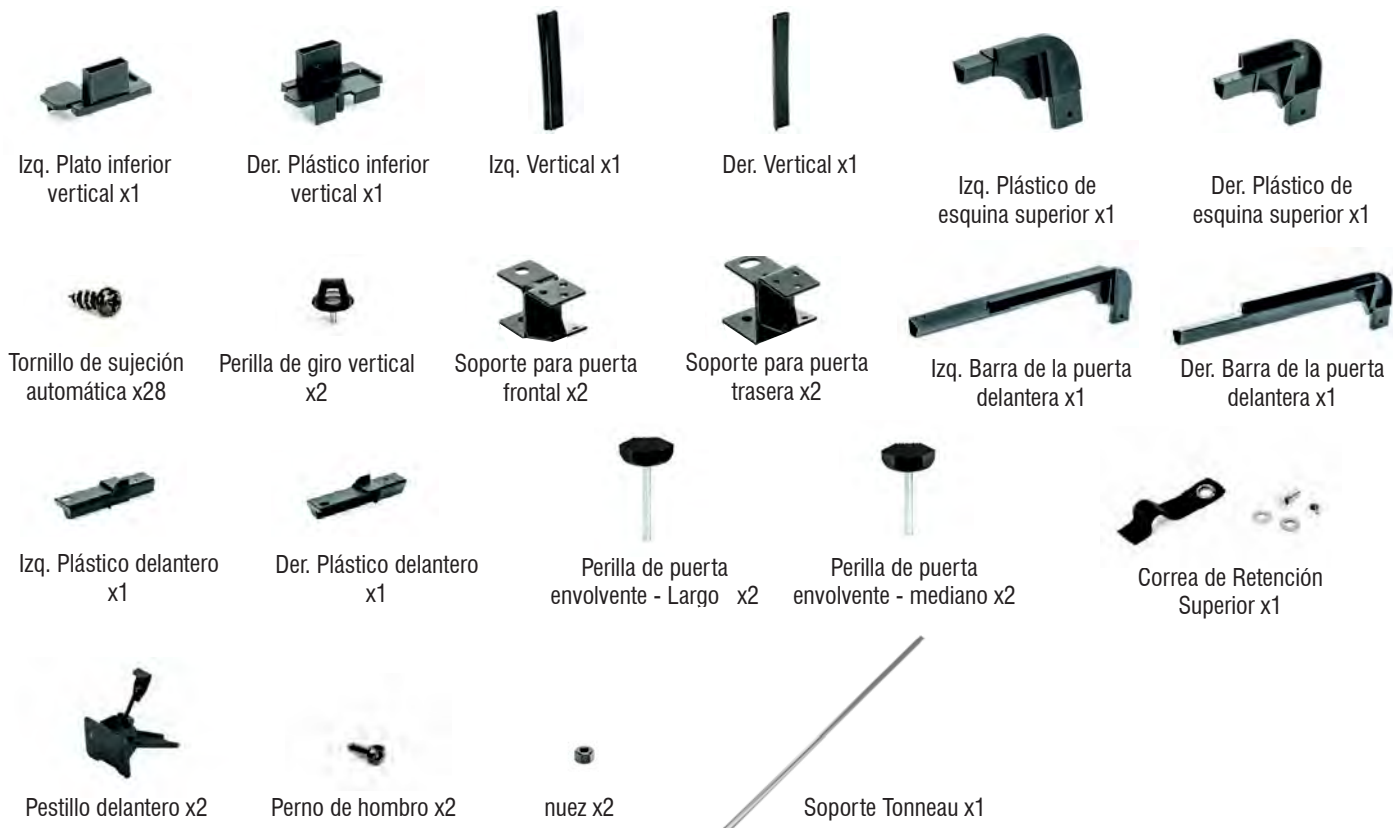 Izq. Plato inferior
vertical x1
Der. Plástico inferior
vertical x1
Izq. Vertical x1
Der. Vertical x1
Izq. Plástico de
esquina superior x1
Der. Plástico de
esquina superior x1
Tornillo de sujeción
automática x28
Perilla de giro vertical
x2
Soporte para puerta
frontal x2
Soporte para puerta
trasera x2
Izq. Barra de la puerta
delantera x1
Der. Barra de la puerta
delantera x1
Izq. Plástico delantero
x1
Der. Plástico delantero
x1
Perilla de puerta
envolvente - Largo x2
Perilla de puerta
envolvente - mediano x2
Correa de Retención
Superior x1
Pestillo delantero x2
Perno de hombro x2
nuez x2
Soporte Tonneau x1